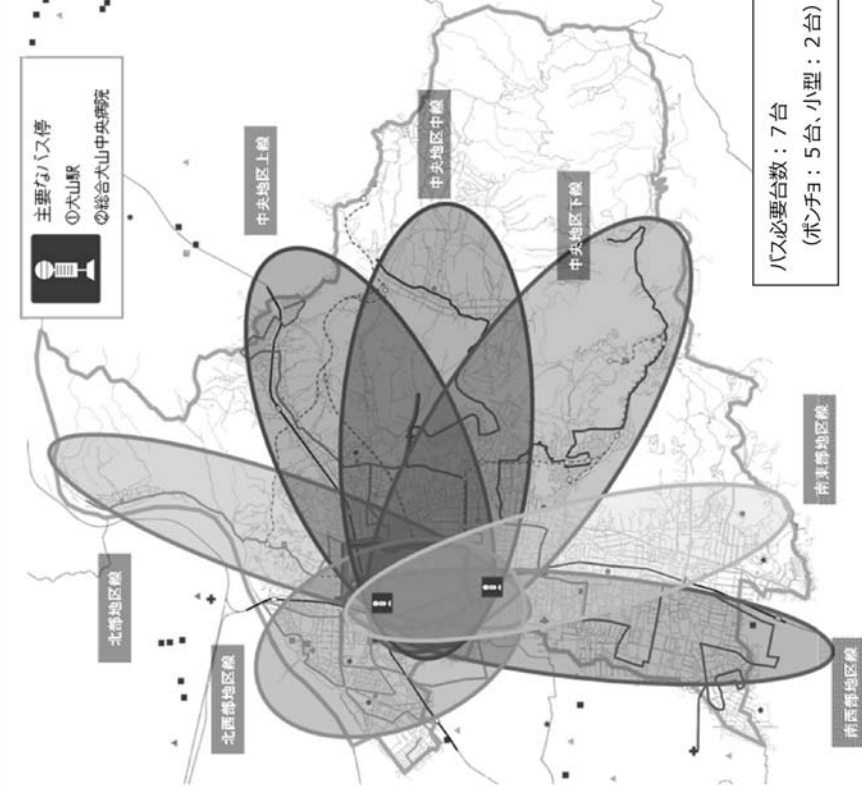 主要なバス停
①犬山駅
②総合犬山中央病院
中央地区上線
中央地区中線
中央地区下線
北部地区線
北西部地区線
南東部地区線
南西部地区線
バス必要台数：7台
(ポンチョ：5台、小型：2台)